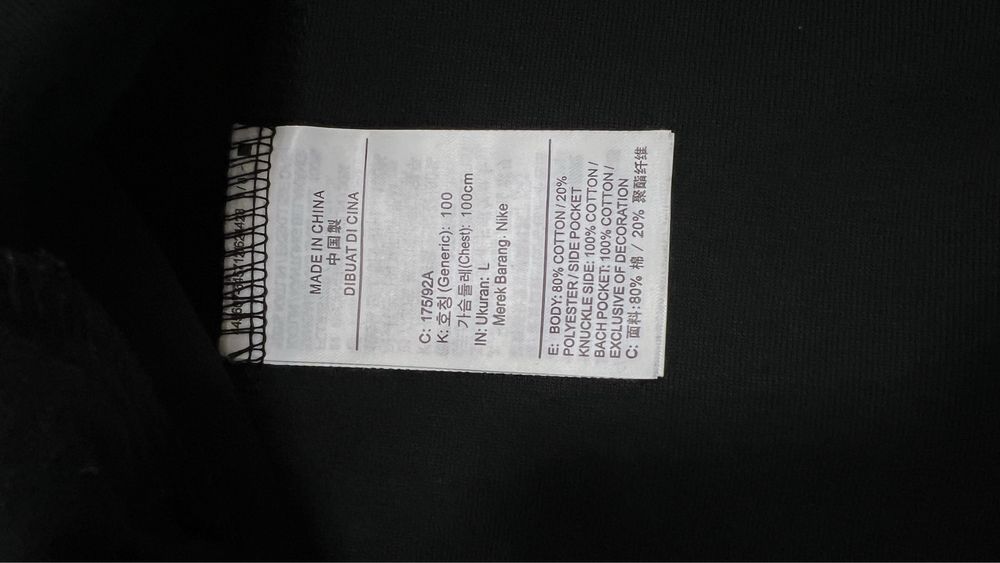 MADE IN CHINA
中国製
DIBUAT DI CINA
C: 175/92A
K: 호칭 (Generic): 100
가슴둘레(Chest): 100cm
IN: Ukuran: L
Merek Barang: Nike
E: BODY: 80% COTTON / 20%
POLYESTER / SIDE POCKET
KNUCKLE SIDE: 100% COTTON /
BACH POCKET: 100% COTTON /
EXCLUSIVE OF DECORATION
C: 面料:80% 棉 / 20% 聚酯纤维